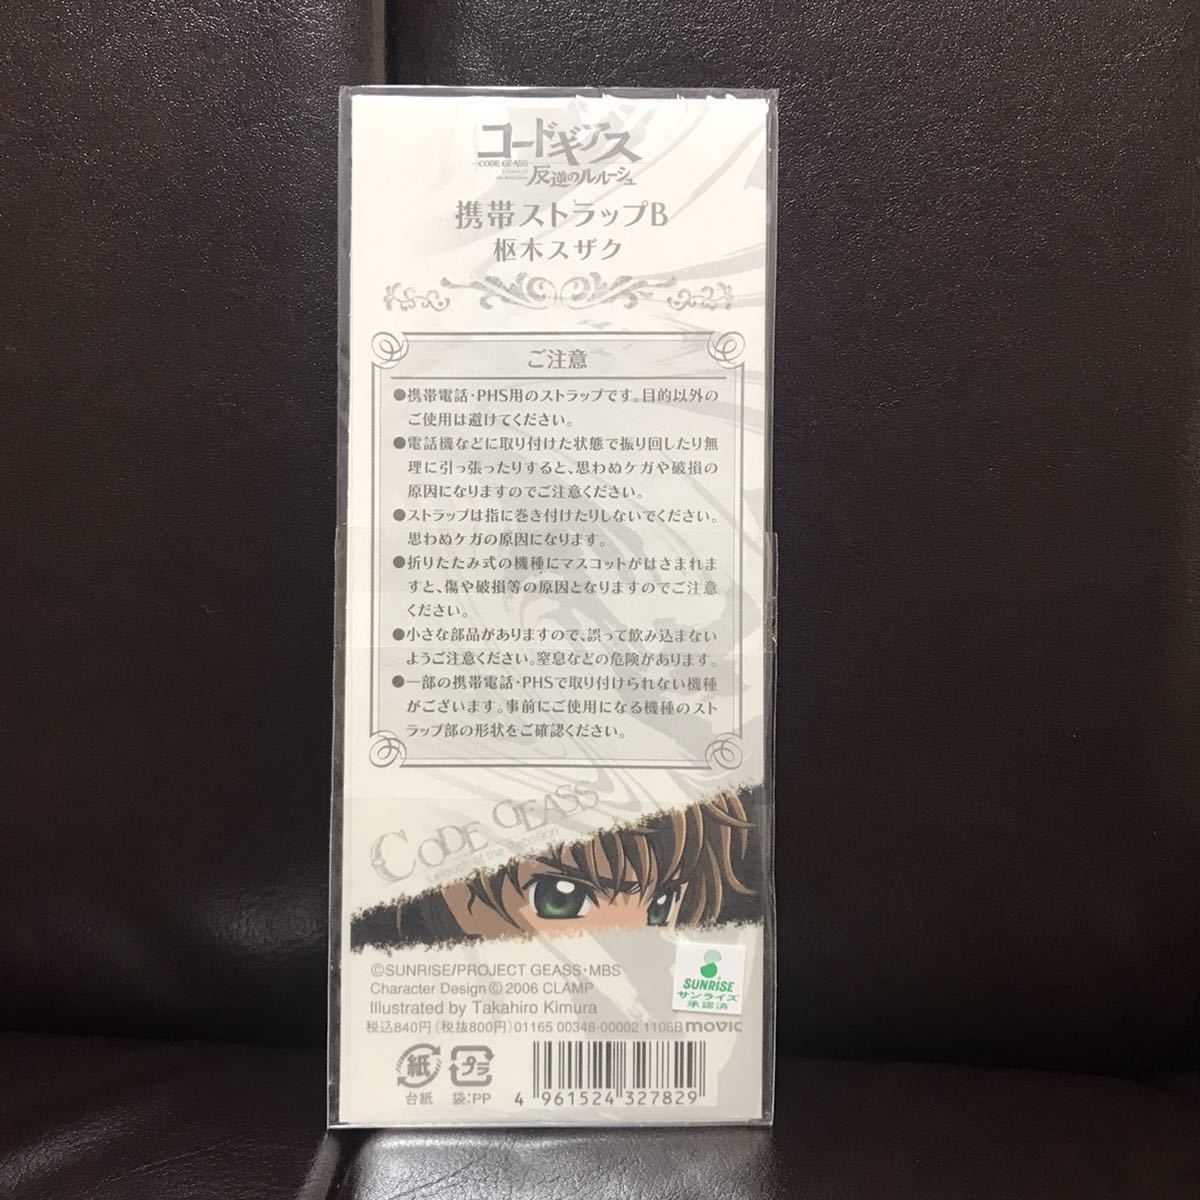 コードギアス
CODE GEASS
Lelouch of
the Rebellion
反逆のルルーシュ
携帯ストラップB
枢木スザク
ご注意
●携帯電話・PHS用のストラップです。目的以外の
ご使用は避けてください。
●電話機などに取り付けた状態で振り回したり無
理に引っ張ったりすると、思わぬケガや破損の
原因になりますのでご注意ください。
●ストラップは指に巻き付けたりしないでください。
思わぬケガの原因になります。
●折りたたみ式の機種にマスコットがはさまれま
すと、傷や破損等の原因となりますのでご注意
ください。
●小さな部品がありますので、誤って飲み込まない
ようご注意ください。窒息などの危険があります。
●一部の携帯電話・PHSで取り付けられない機種
がございます。事前にご使用になる機種のスト
ラップ部の形状をご確認ください。
CODE GEASS
Lelouch of the Rebellion
©SUNRISE/PROJECT GEASS・MBS
Character Design©2006 CLAMP
Illustrated by Takahiro Kimura
税込840円(税抜800円)01165 00348-00002 1106B movic
SUNRISE
サンライズ
承認済
紙 プラ
台紙 袋:PP
4 961524 327829